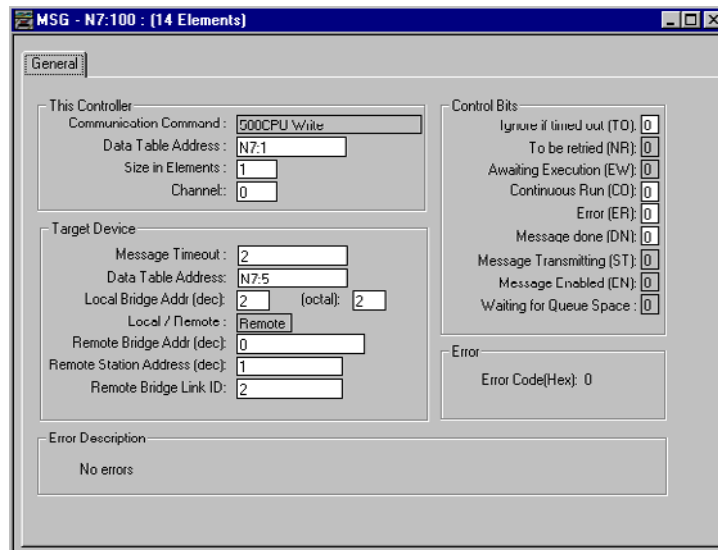 MSG - N7:100 : (14 Elements)
General
This Controller
Communication Command : 500CPU Write
Data Table Address : N7:1
Size in Elements : 1
Channel:: 0
Target Device
Message Timeout : 2
Data Table Address: N7:5
Local Bridge Addr (dec): 2 (octal): 2
Local / Remote : Remote
Remote Bridge Addr (dec): 0
Remote Station Address (dec): 1
Remote Bridge Link ID: 2
Control Bits
Ignore if timed out (TO): 0
To be retried (NR): 0
Awaiting Execution (EW): 0
Continuous Run (CO): 0
Error (ER): 0
Message done (DN): 0
Message Transmitting (ST): 0
Message Enabled (EN): 0
Waiting for Queue Space : 0
Error
Error Code(Hex): 0
Error Description
No errors